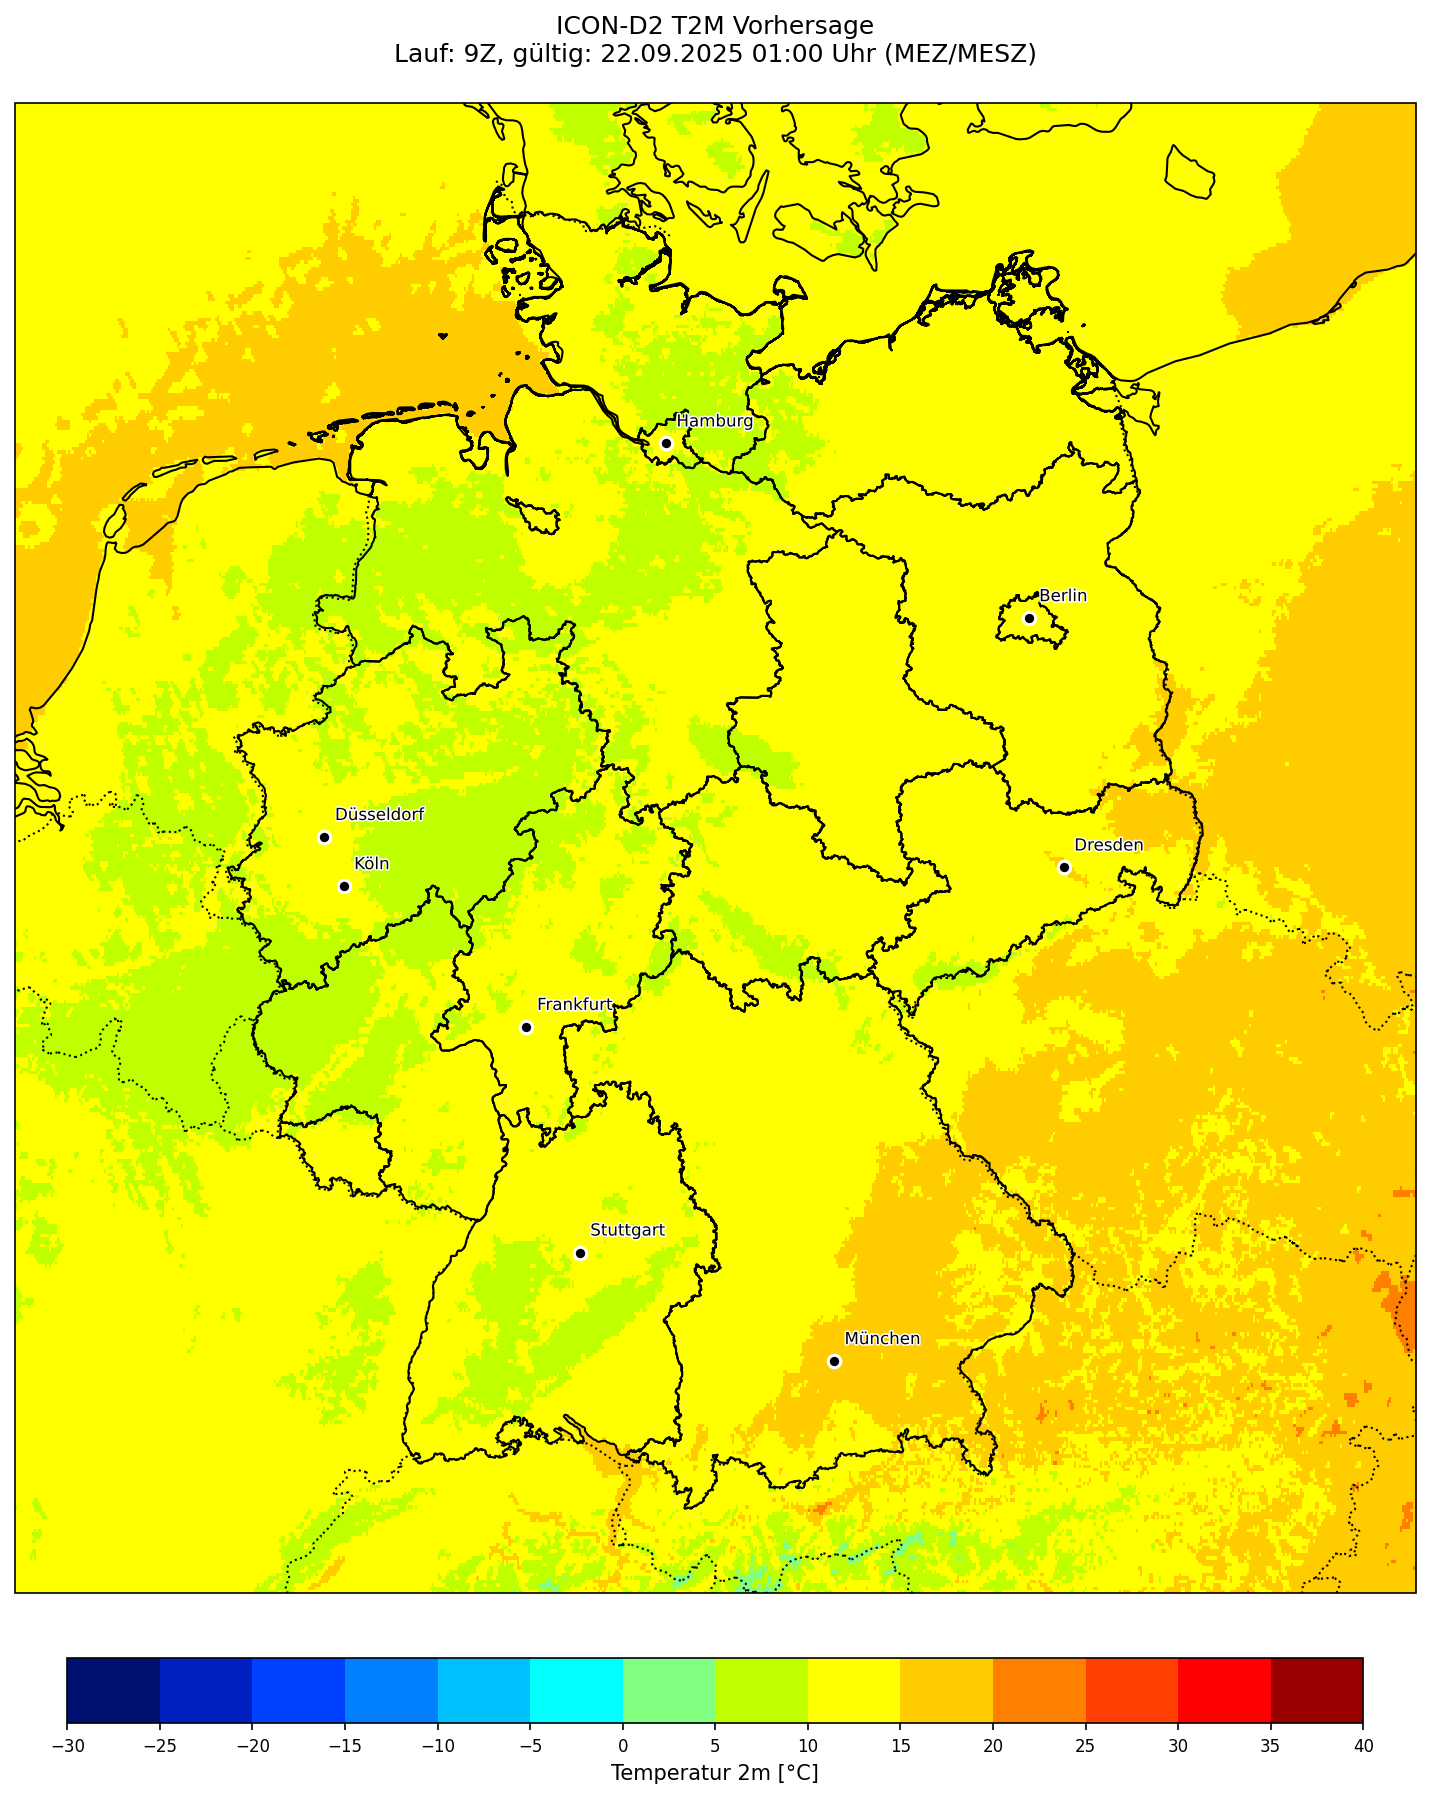 ICON-D2 T2M Vorhersage
Lauf: 9Z, gültig: 22.09.2025 01:00 Uhr (MEZ/MESZ)
Hamburg
Berlin
Düsseldorf
Dresden
Köln
Frankfurt
Stuttgart
München
−30 −25 −20 −15 −10 −5 0 5 10 15 20 25 30 35 40
Temperatur 2m [°C]